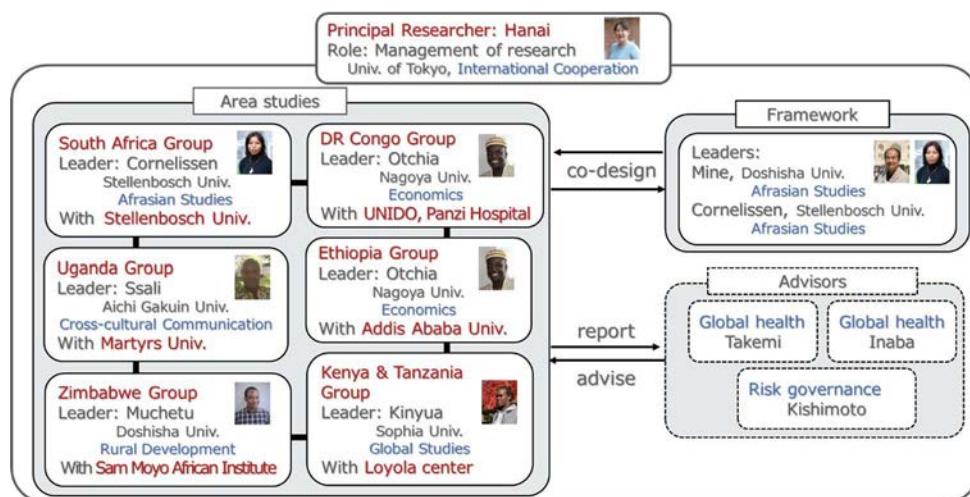 Principal Researcher: Hanai
Role: Management of research
Univ. of Tokyo, International Cooperation
Area studies
South Africa Group
Leader: Cornelissen
Stellenbosch Univ.
Afrasian Studies
With Stellenbosch Univ.
DR Congo Group
Leader: Otchia
Nagoya Univ.
Economics
With UNIDO, Panzi Hospital
Uganda Group
Leader: Ssali
Aichi Gakuin Univ.
Cross-cultural Communication
With Martyrs Univ.
Ethiopia Group
Leader: Otchia
Nagoya Univ.
Economics
With Addis Ababa Univ.
Zimbabwe Group
Leader: Muchetu
Doshisha Univ.
Rural Development
With Sam Moyo African Institute
Kenya & Tanzania
Group
Leader: Kinyua
Sophia Univ.
Global Studies
With Loyola center
co-design
Framework
Leaders:
Mine, Doshisha Univ.
Afrasian Studies
Cornelissen, Stellenbosch Univ.
Afrasian Studies
report
advise
Advisors
Global health
Takemi
Global health
Inaba
Risk governance
Kishimoto